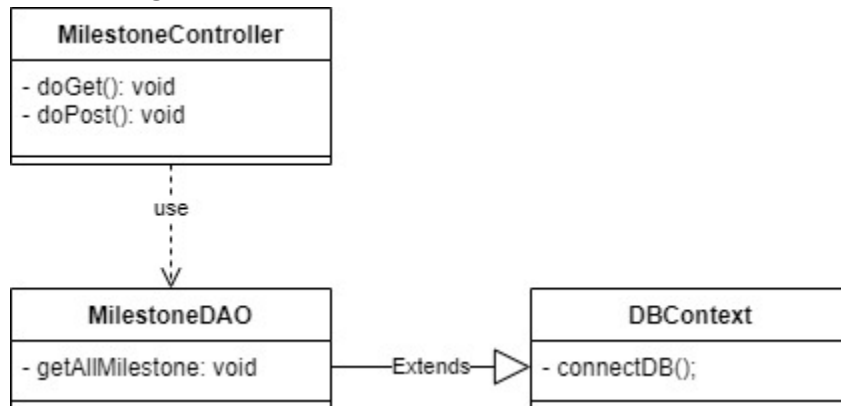 MilestoneController
- doGet(): void
- doPost(): void
use
MilestoneDAO
- getAllMilestone: void
Extends
DBContext
- connectDB();